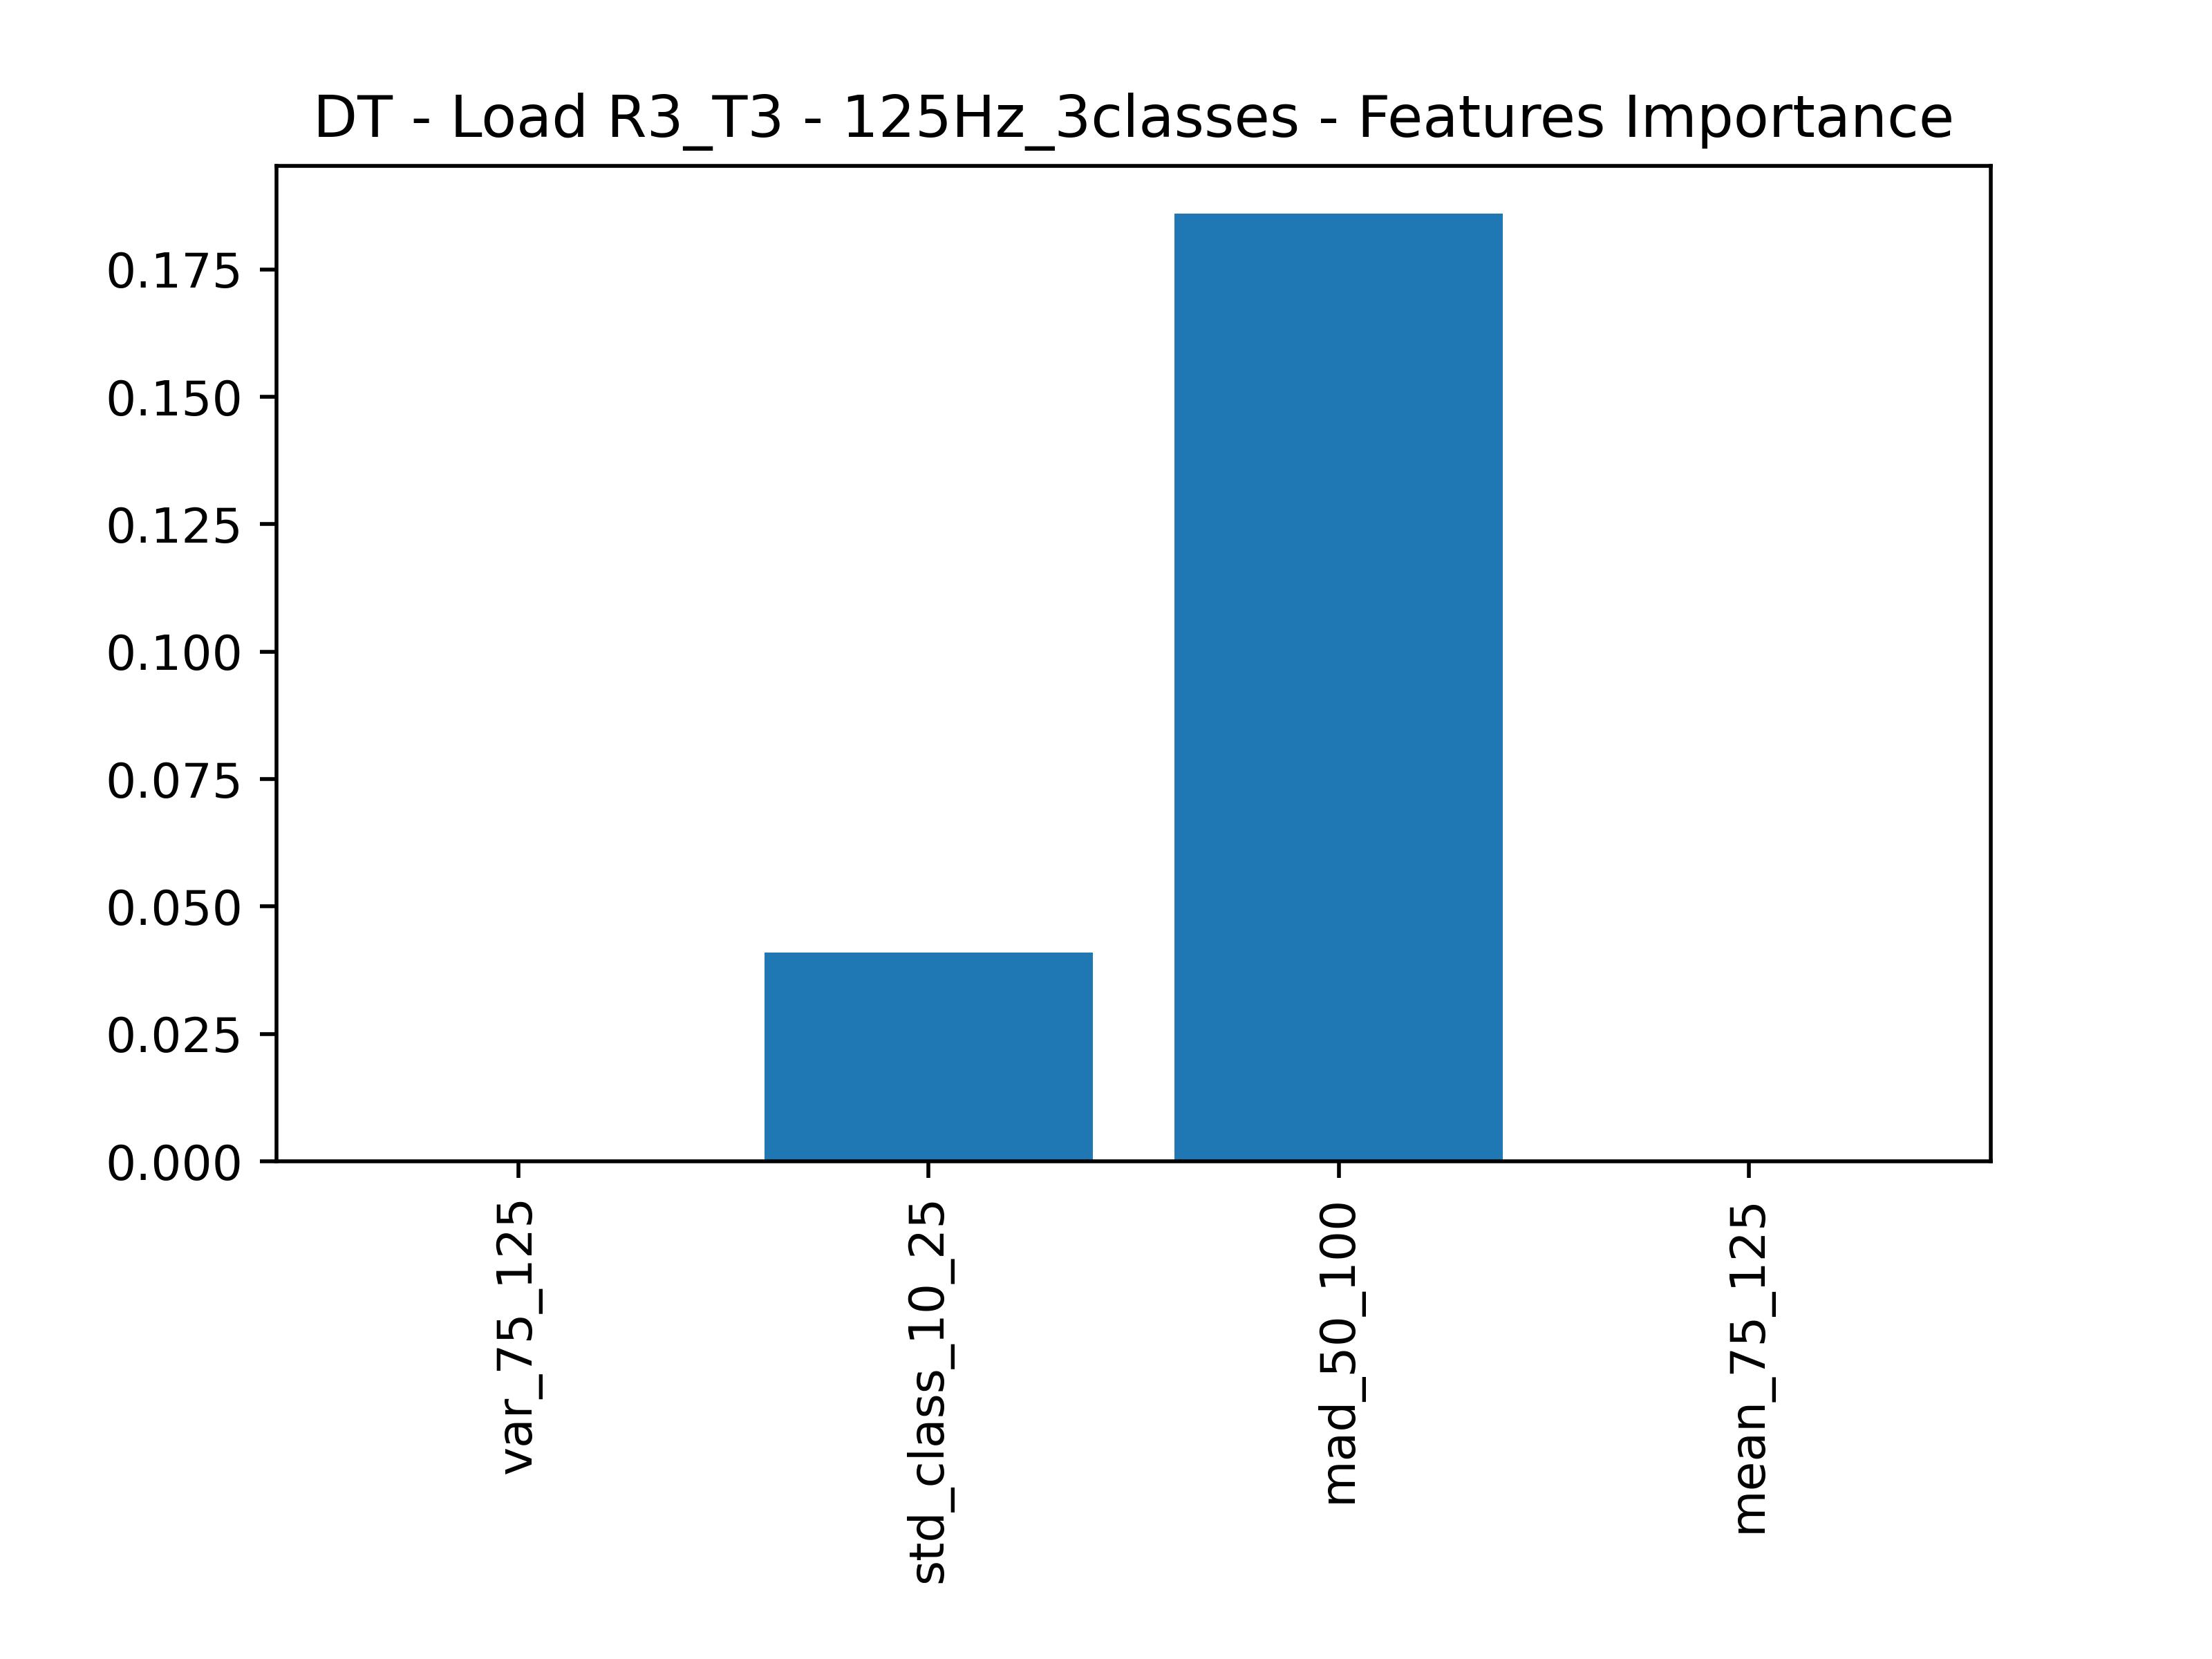 DT - Load R3_T3 - 125Hz_3classes - Features Importance
0.175
0.150
0.125
0.100
0.075
0.050
0.025
0.000
var_75_125
std_class_10_25
mad_50_100
mean_75_125